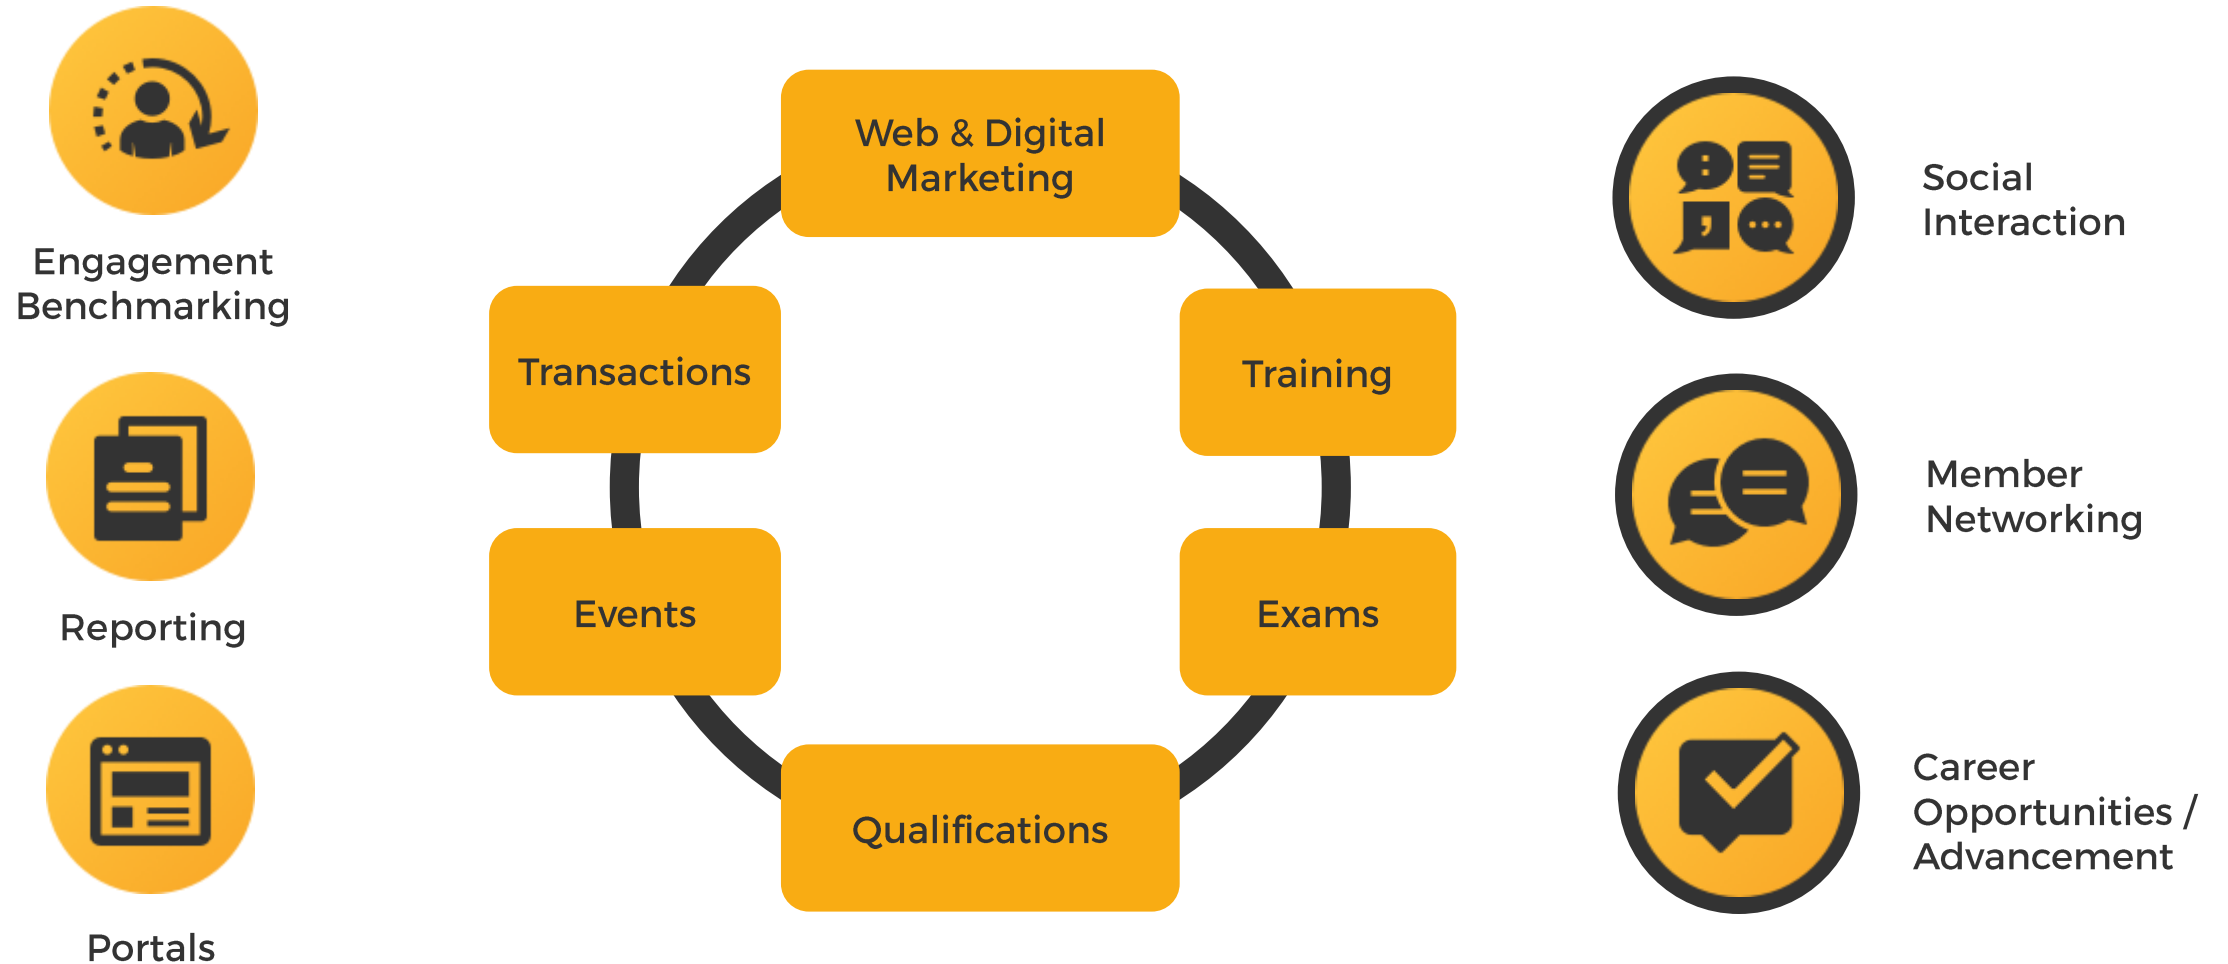 Engagement
Benchmarking
Reporting
Portals
Web & Digital
Marketing
Transactions
Training
Events
Exams
Qualifications
Social
Interaction
Member
Networking
Career
Opportunities /
Advancement